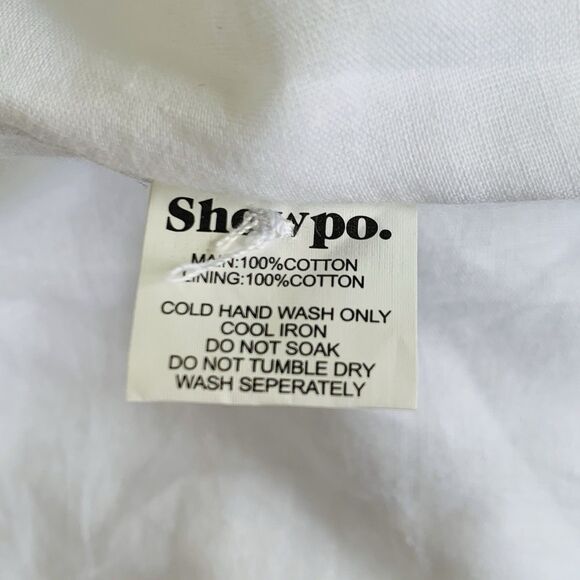 Showpo.
MAIN:100%COTTON
LINING:100%COTTON
COLD HAND WASH ONLY
COOL IRON
DO NOT SOAK
DO NOT TUMBLE DRY
WASH SEPERATELY